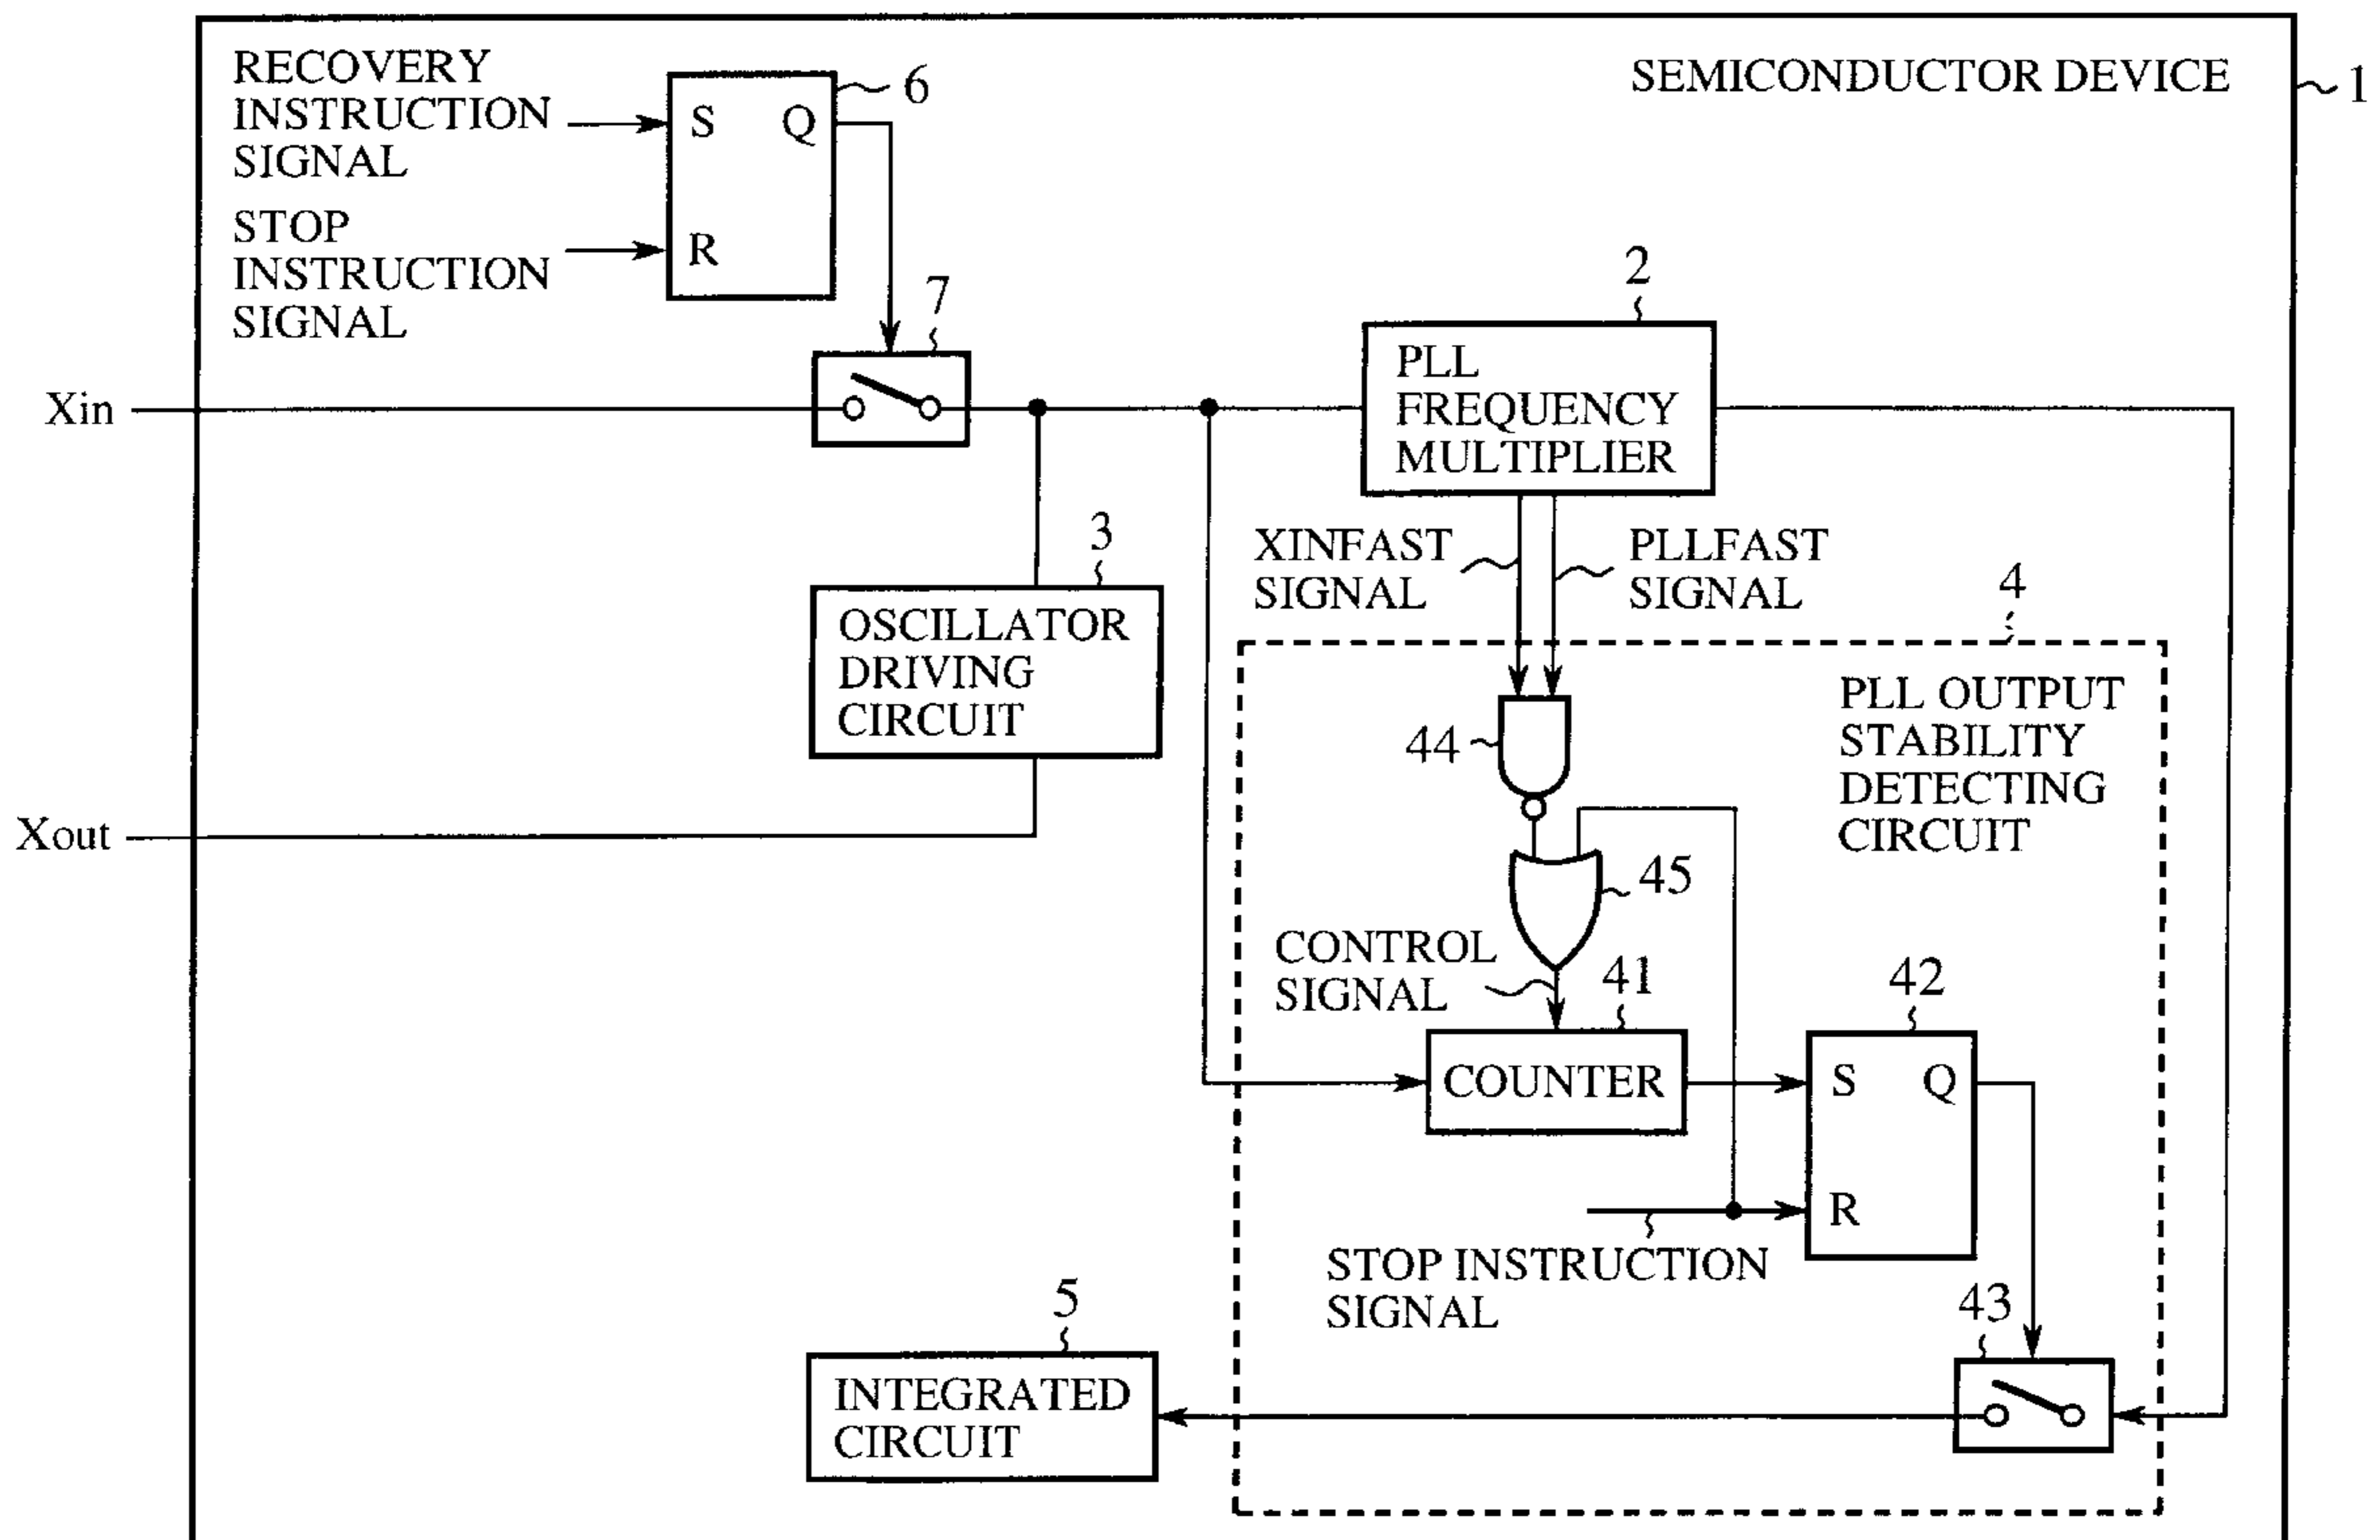 RECOVERY
INSTRUCTION
SIGNAL
STOP
INSTRUCTION
SIGNAL
S
Q
R
6
SEMICONDUCTOR DEVICE
1
7
2
Xin
PLL
FREQUENCY
MULTIPLIER
3
OSCILLATOR
DRIVING
CIRCUIT
XINFAST
SIGNAL
PLLFAST
SIGNAL
4
PLL OUTPUT
STABILITY
DETECTING
CIRCUIT
44
Xout
45
CONTROL
SIGNAL
41
42
COUNTER
S
Q
R
STOP INSTRUCTION
SIGNAL
43
5
INTEGRATED
CIRCUIT